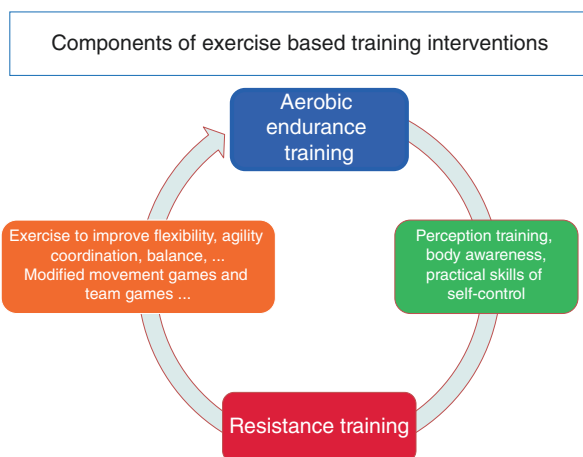 Components of exercise based training interventions
Aerobic
endurance
training
Exercise to improve flexibility, agility
coordination, balance, ...
Modified movement games and
team games ...
Perception training,
body awareness,
practical skills of
self-control
Resistance training